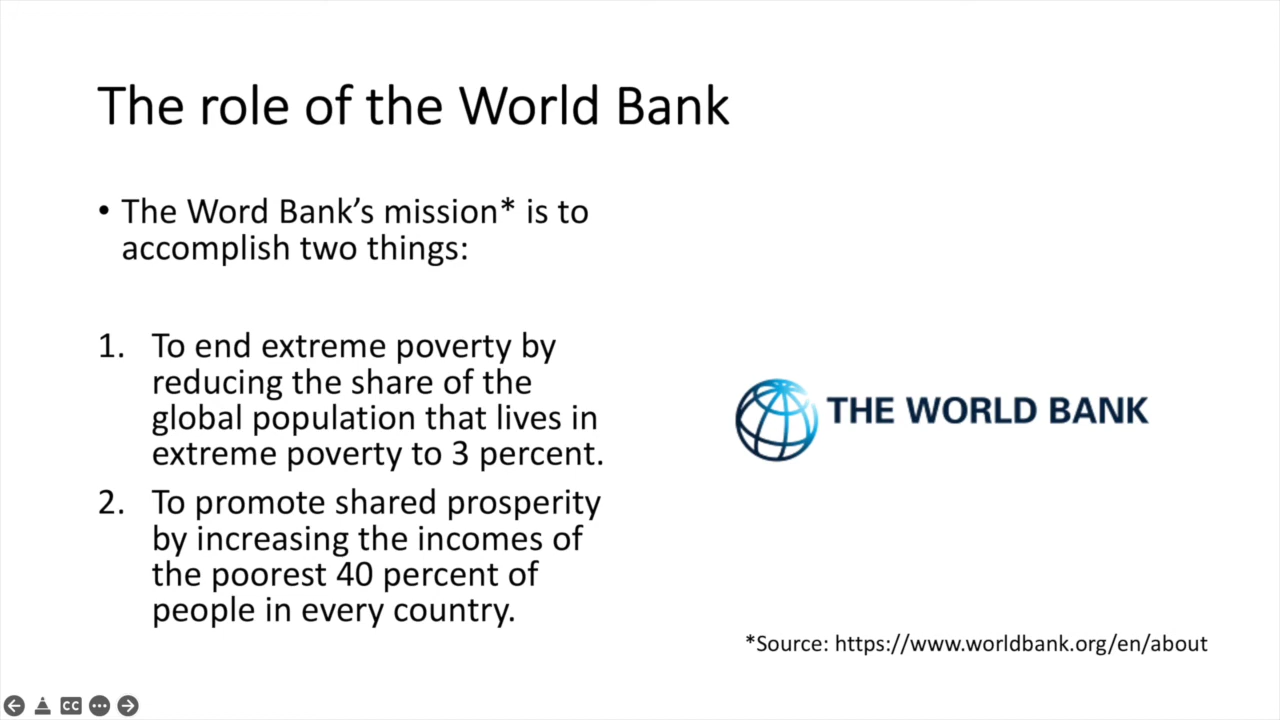 The role of the World Bank
• The Word Bank’s mission* is to
accomplish two things:
1. To end extreme poverty by
reducing the share of the
global population that lives in
extreme poverty to 3 percent.
2. To promote shared prosperity
by increasing the incomes of
the poorest 40 percent of
people in every country.
THE WORLD BANK
*Source: https://www.worldbank.org/en/about
CC